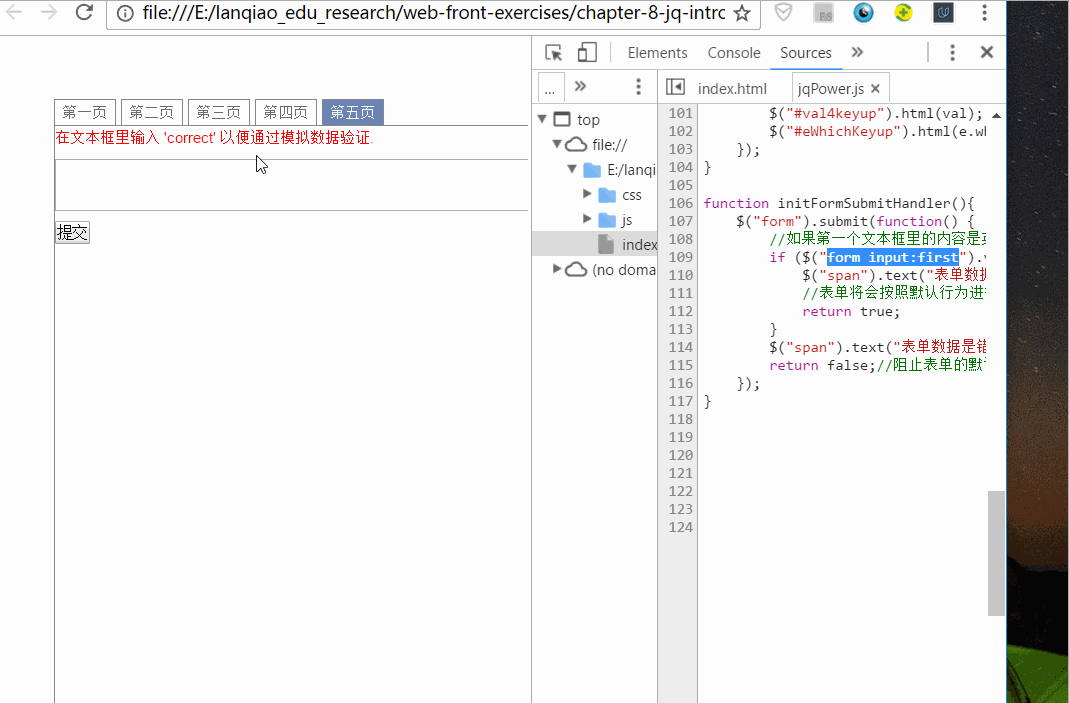 file:///E:/lanqiao_edu_research/web-front-exercises/chapter-8-jq-intro
Elements Console Sources
第一页 第二页 第三页 第四页 第五页
在文本框里输入 'correct' 以便通过模拟数据验证.
提交
...
top
file://
E:/lanqi
css
js
index
(no doma
index.html jqPower.js
101 $("#val4keyup").html(val);
102 $("#eWhichKeyup").html(e.wh
103 });
104 }
105
106 function initFormSubmitHandler(){
107 $("form").submit(function() {
108 //如果第一个文本框里的内容是
109 if ($("form input:first").v
110 $("span").text("表单数据
111 //表单将会按照默认行为进
112 return true;
113 }
114 $("span").text("表单数据是错
115 return false;//阻止表单的默
116 });
117 }
118
119
120
121
122
123
124